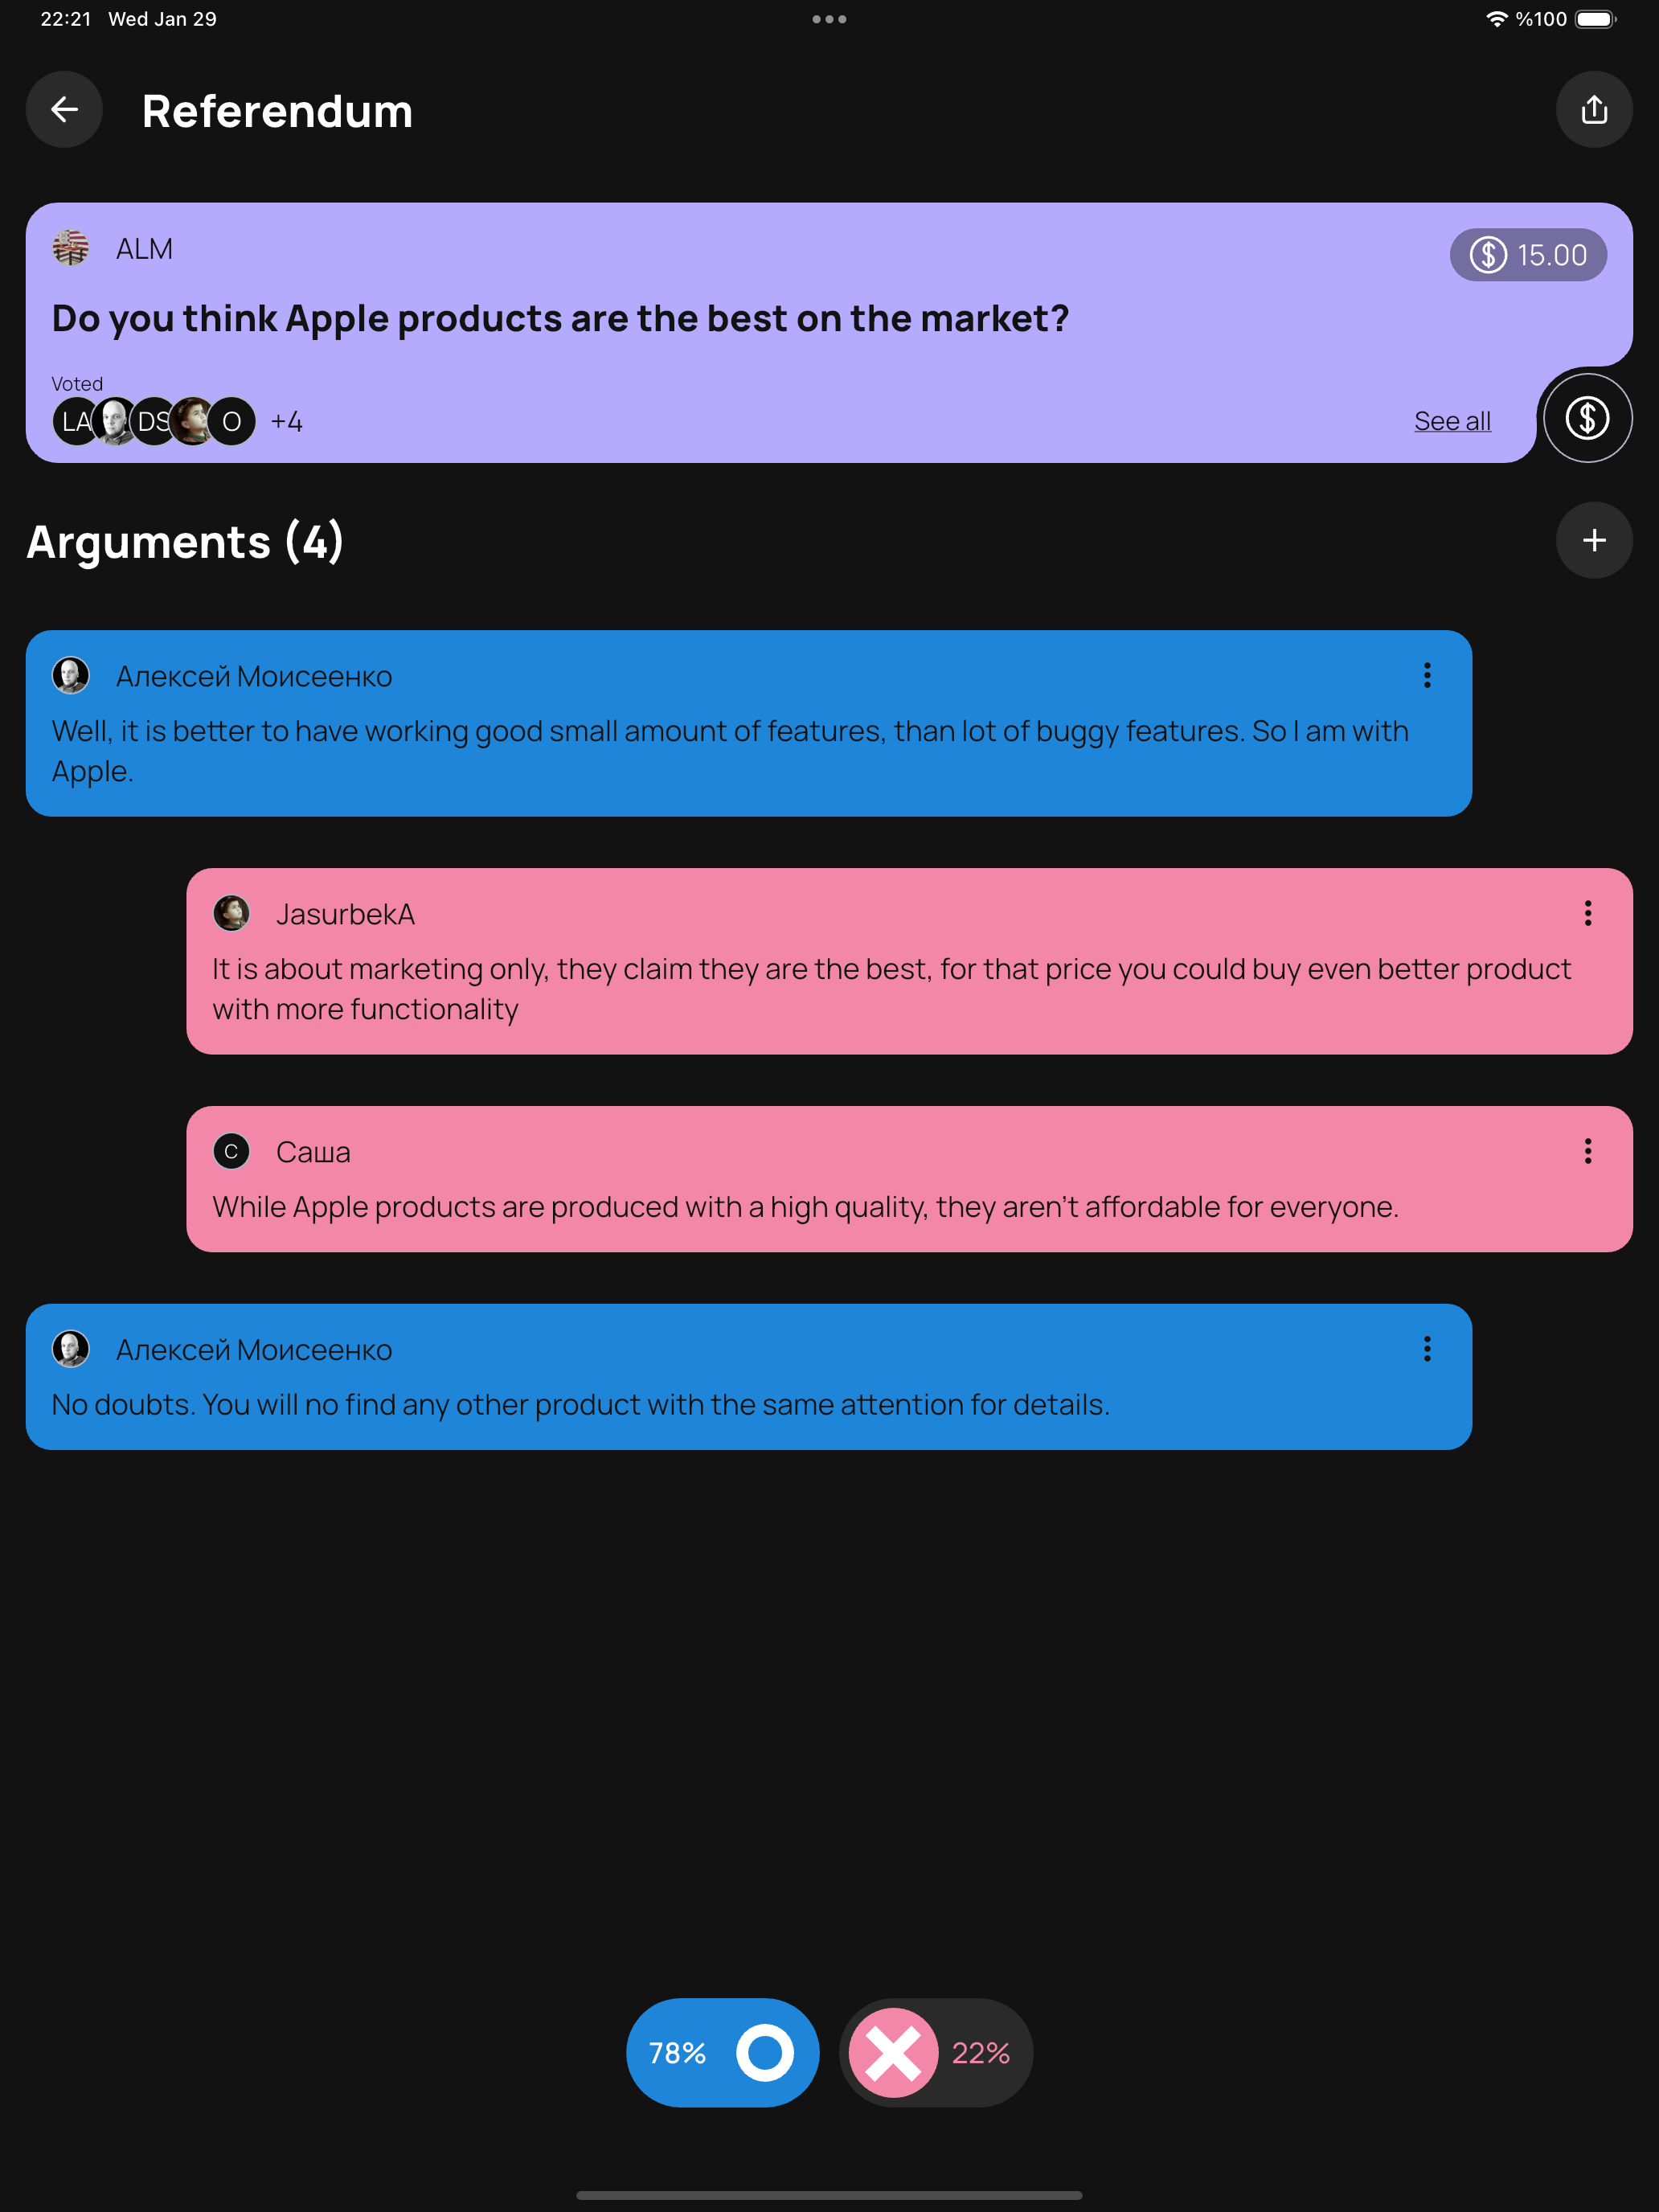 22:21 Wed Jan 29
%100
Referendum
ALM
$ 15.00
Do you think Apple products are the best on the market?
Voted
LA DS O +4
See all
$
Arguments (4)
Алексей Моисеенко
Well, it is better to have working good small amount of features, than lot of buggy features. So I am with
Apple.
JasurbekA
It is about marketing only, they claim they are the best, for that price you could buy even better product
with more functionality
С Саша
While Apple products are produced with a high quality, they aren't affordable for everyone.
Алексей Моисеенко
No doubts. You will no find any other product with the same attention for details.
78% 22%